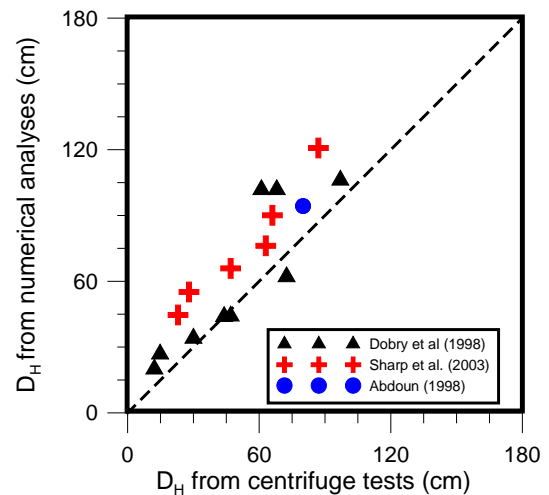 180
120
60
0
D_H from numerical analyses (cm)
Dobry et al (1998)
Sharp et al. (2003)
Abdoun (1998)
0 60 120 180
D_H from centrifuge tests (cm)